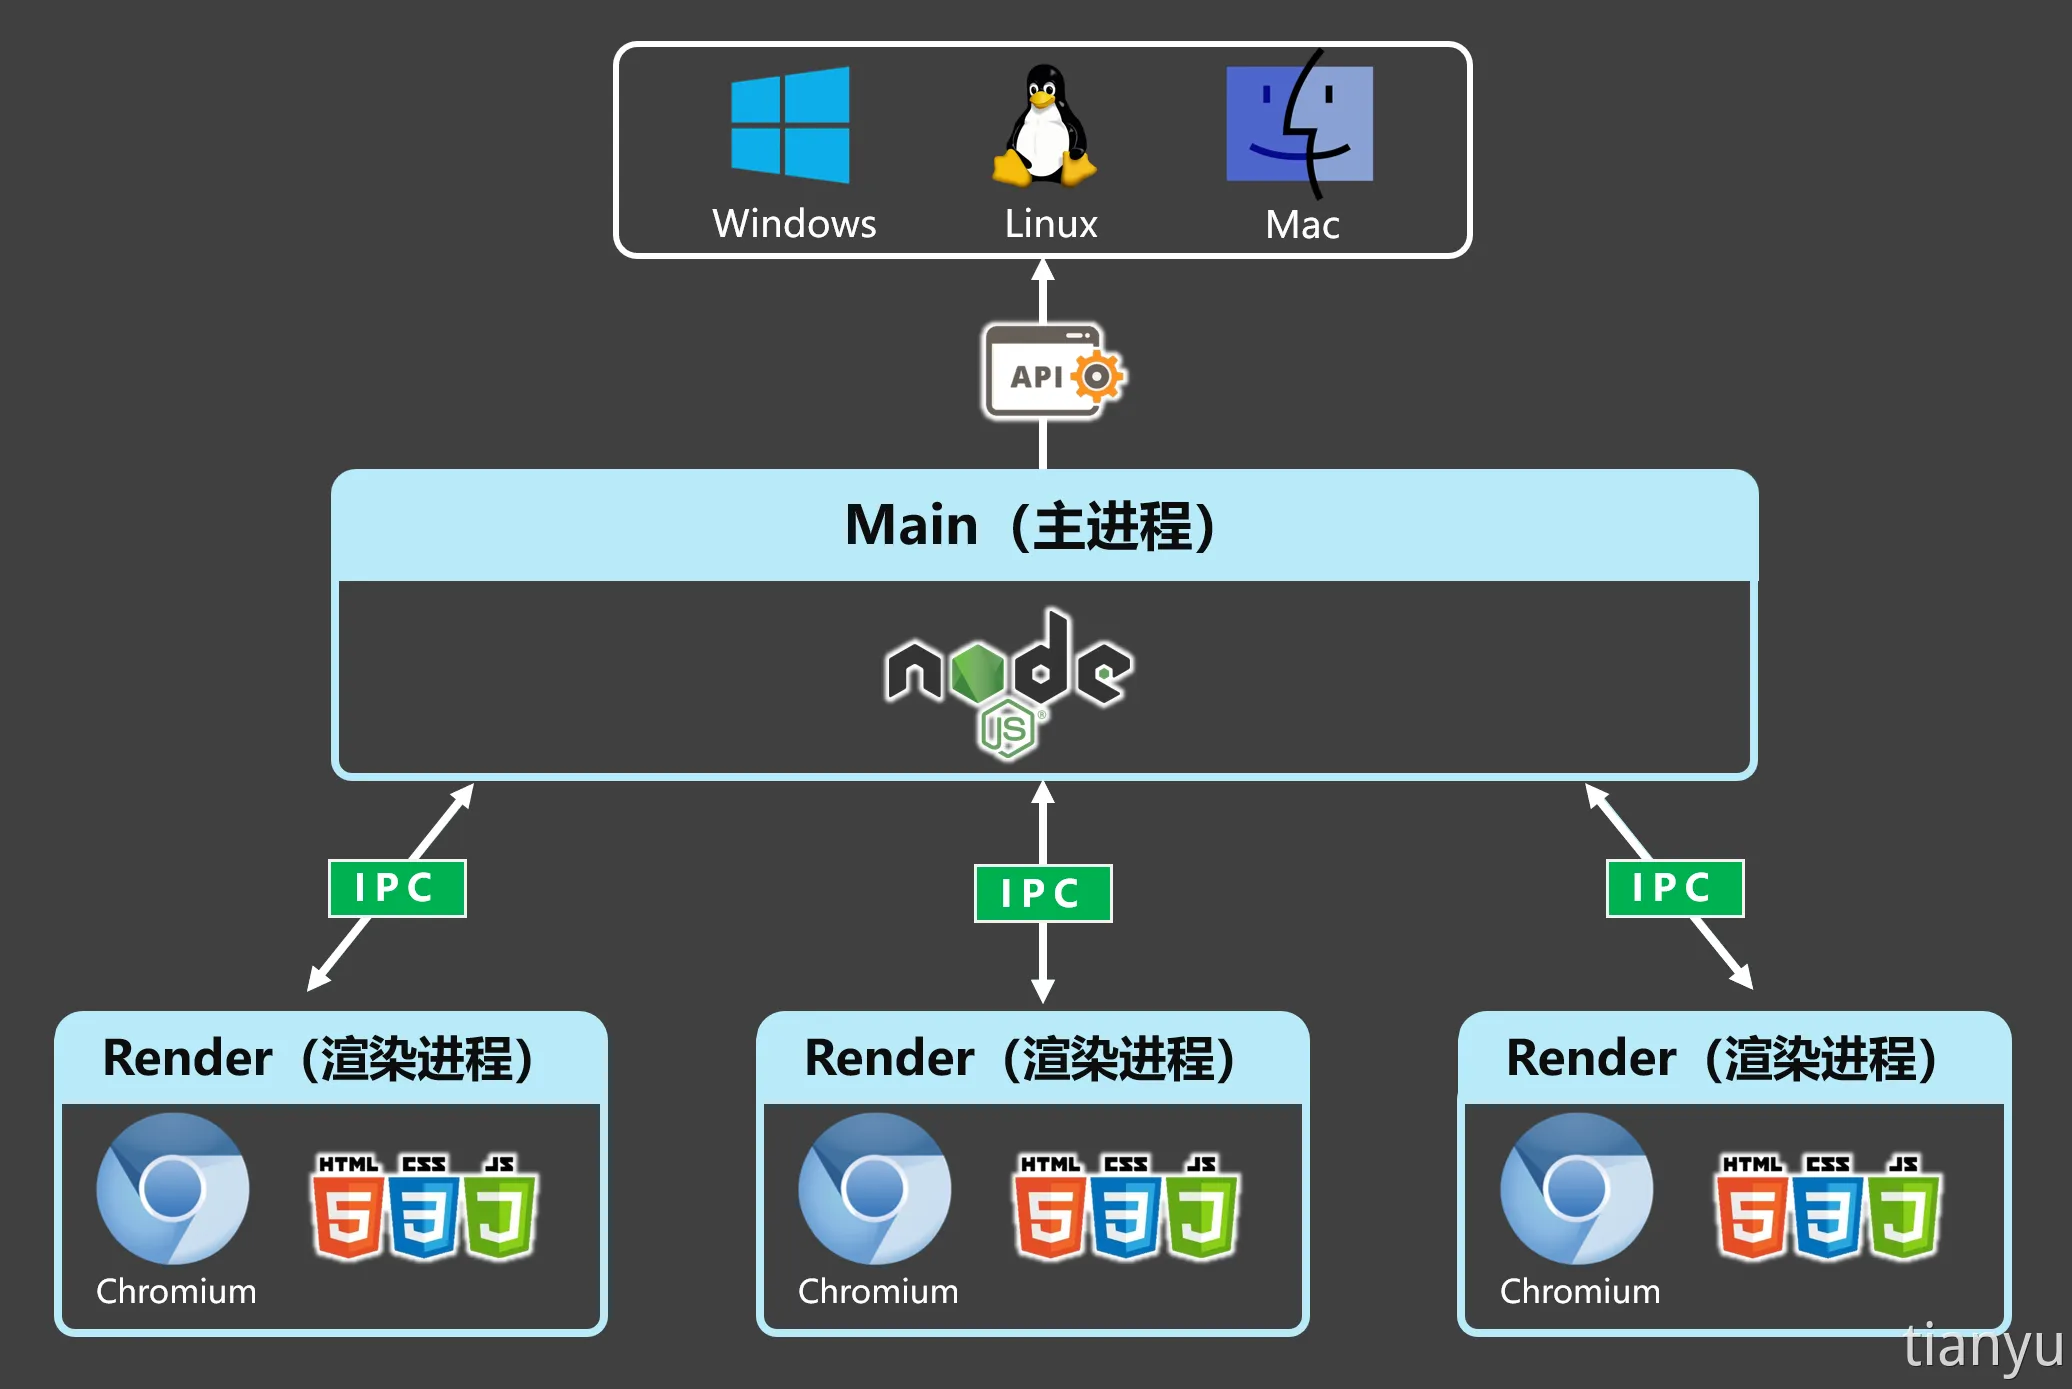 Windows
Linux
Mac
API
Main（主进程）
node
JS®
IPC
IPC
IPC
Render（渲染进程）
Render（渲染进程）
Render（渲染进程）
HTML CSS JS
5 3 J
HTML CSS JS
5 3 J
HTML CSS JS
5 3 J
Chromium
Chromium
Chromium
tianyu